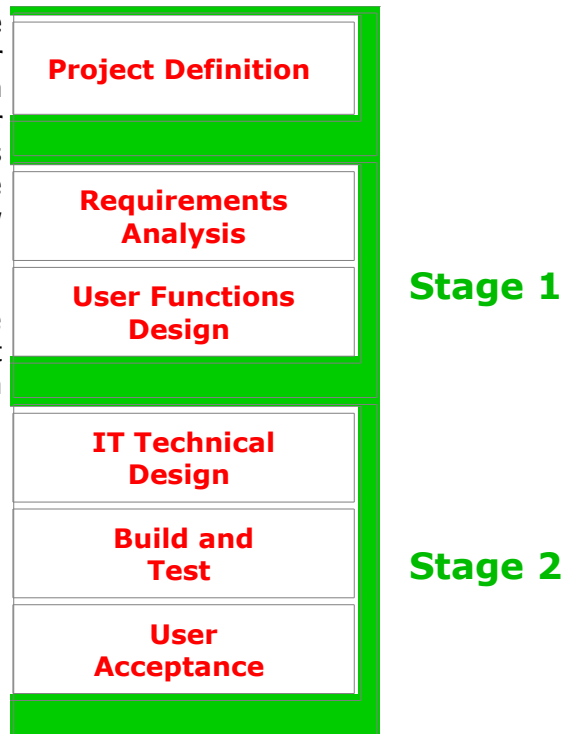 Project Definition
Requirements
Analysis
User Functions
Design
Stage 1
IT Technical
Design
Build and
Test
Stage 2
User
Acceptance